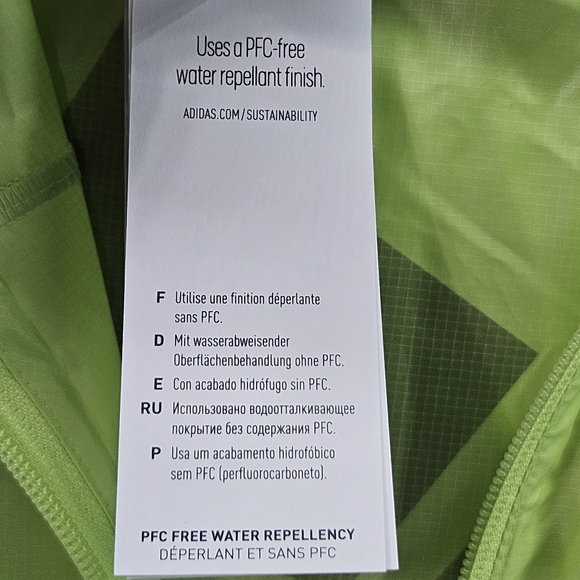 Uses a PFC-free
water repellant finish.
ADIDAS.COM/SUSTAINABILITY
F Utilise une finition déperlante
sans PFC.
D Mit wasserabweisender
Oberflächenbehandlung ohne PFC.
E Con acabado hidrófugo sin PFC.
RU Использовано водоотталкивающее
покрытие без содержания PFC.
P Usa um acabamento hidrofóbico
sem PFC (perfluorocarboneto).
PFC FREE WATER REPELLENCY
DÉPERLANT ET SANS PFC